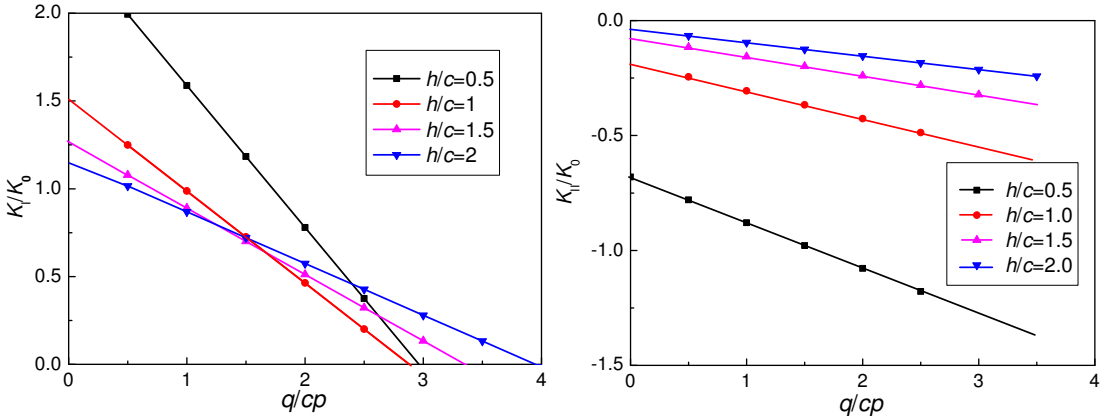 2.0
1.5
1.0
0.5
0.0
K_I/K_0
h/c=0.5
h/c=1
h/c=1.5
h/c=2
0 1 2 3 4
q/cp
0.0
-0.5
-1.0
-1.5
K_II/K_0
h/c=0.5
h/c=1.0
h/c=1.5
h/c=2.0
0 1 2 3 4
q/cp